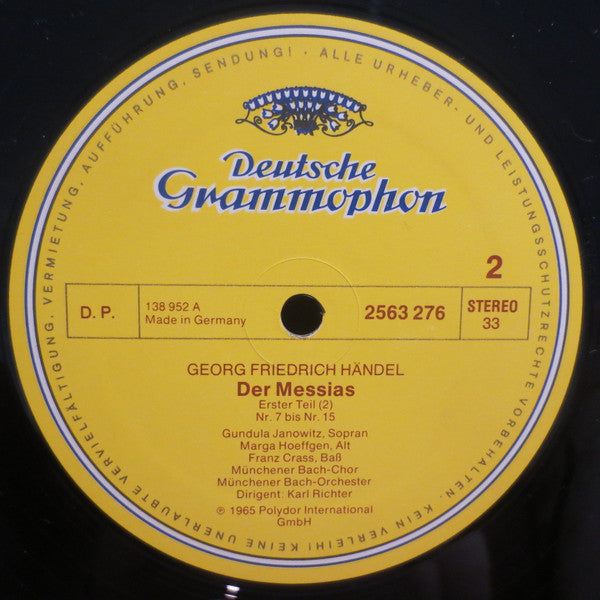 ALLE URHEBER- UND LEISTUNGSSCHUTZRECHTE VORBEHALTEN. KEIN VERLEIH! KEINE UNERLAUBTE VERVIELFÄLTIGUNG, VERMIETUNG, AUFFÜHRUNG, SENDUNG! ·
Deutsche
Grammophon
2
D. P.
138 952 A
Made in Germany
2563 276
STEREO
33
GEORG FRIEDRICH HÄNDEL
Der Messias
Erster Teil (2)
Nr. 7 bis Nr. 15
Gundula Janowitz, Sopran
Marga Hoeffgen, Alt
Franz Crass, Baß
Münchener Bach-Chor
Münchener Bach-Orchester
Dirigent: Karl Richter
℗ 1965 Polydor International
GmbH